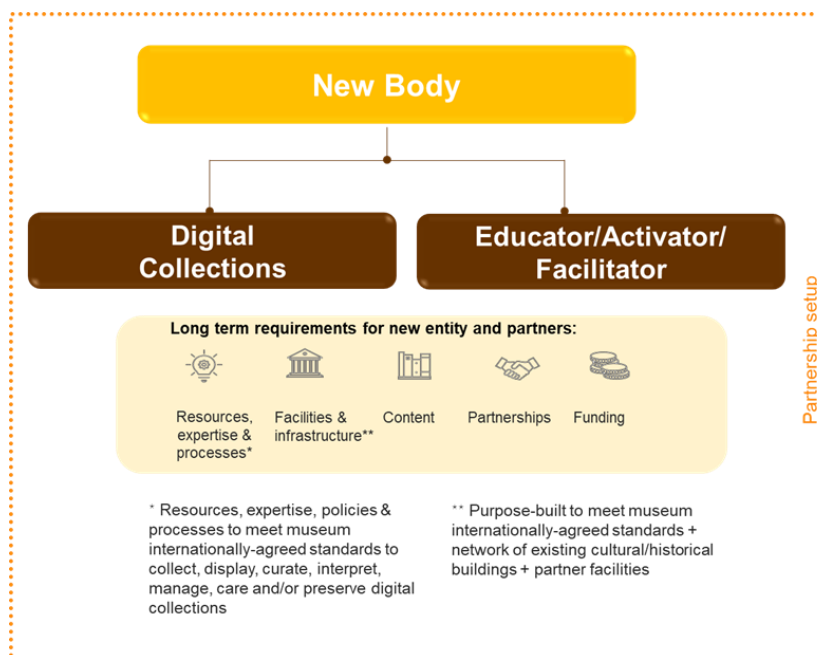 New Body
Digital
Collections
Educator/Activator/
Facilitator
Partnership setup
Long term requirements for new entity and partners:
Resources,
expertise &
processes*
Facilities &
infrastructure**
Content
Partnerships
Funding
* Resources, expertise, policies &
processes to meet museum
internationally-agreed standards to
collect, display, curate, interpret,
manage, care and/or preserve digital
collections
** Purpose-built to meet museum
internationally-agreed standards +
network of existing cultural/historical
buildings + partner facilities